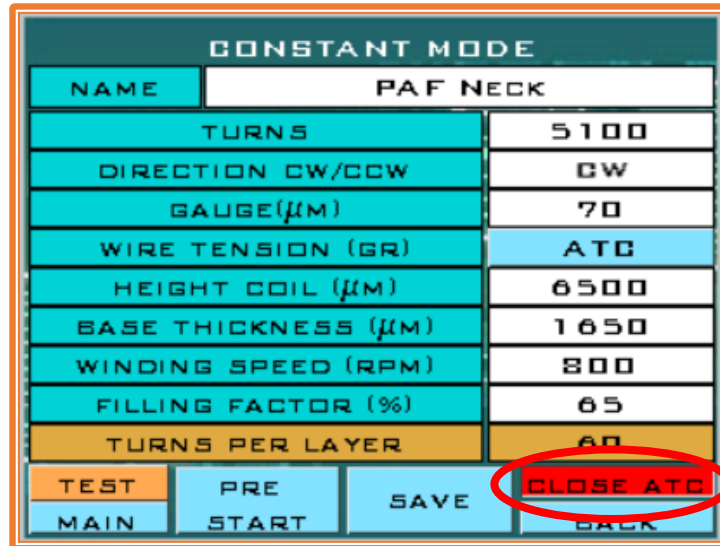 CONSTANT MODE
NAME PAF NECK
TURNS 5100
DIRECTION CW/CCW CW
GAUGE(μM) 70
WIRE TENSION (GR) ATC
HEIGHT COIL (μM) 6500
BASE THICKNESS (μM) 1650
WINDING SPEED (RPM) 800
FILLING FACTOR (%) 65
TURNS PER LAYER 60
TEST PRE SAVE CLOSE ATC
MAIN START BACK